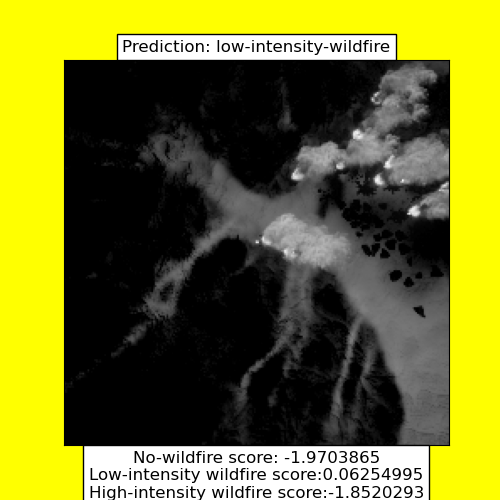 Prediction: low-intensity-wildfire
No-wildfire score: -1.9703865
Low-intensity wildfire score:0.06254995
High-intensity wildfire score:-1.8520293